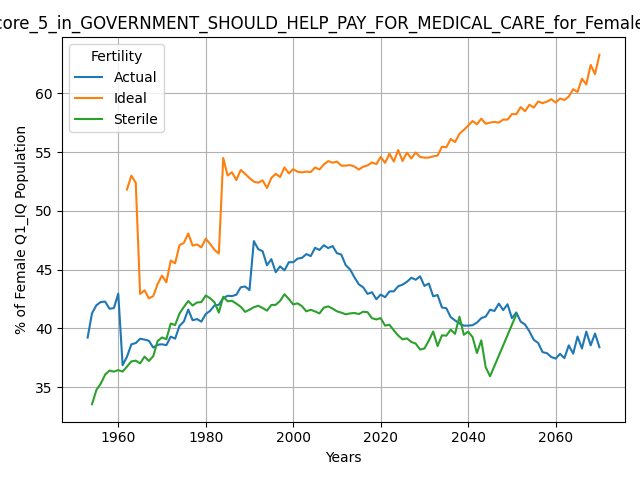 core_5_in_GOVERNMENT_SHOULD_HELP_PAY_FOR_MEDICAL_CARE_for_Female
Fertility
Actual
Ideal
Sterile
% of Female Q1_IQ Population
60
55
50
45
40
35
1960
1980
2000
2020
2040
2060
Years